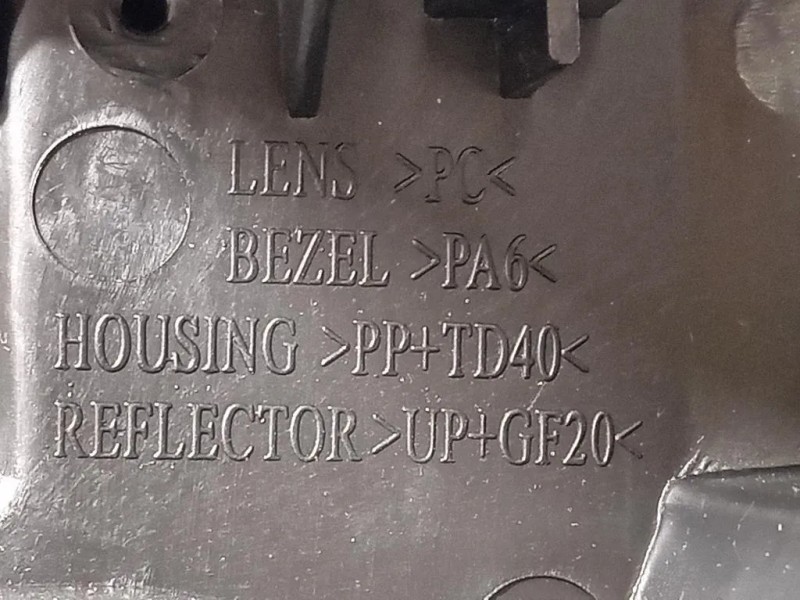 LENS >PC<
BEZEL >PA6<
HOUSING >PP+TD40<
REFLECTOR >UP+GF20<